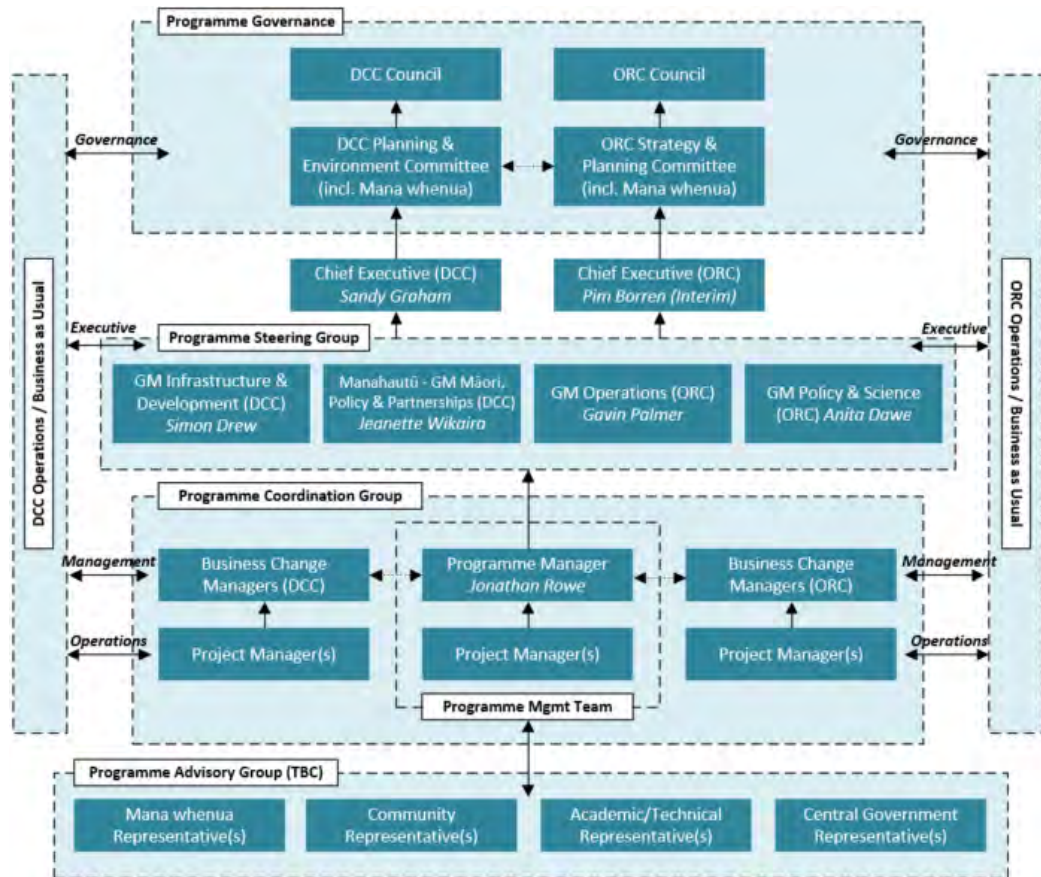 Programme Governance
DCC Council
ORC Council
Governance
DCC Planning &
Environment Committee
(incl. Mana whenua)
ORC Strategy &
Planning Committee
(incl. Mana whenua)
Governance
Chief Executive (DCC)
Sandy Graham
Chief Executive (ORC)
Pim Borren (Interim)
DCC Operations / Business as Usual
ORC Operations / Business as Usual
Executive
Programme Steering Group
Executive
GM Infrastructure &
Development (DCC)
Simon Drew
Manahautū - GM Māori,
Policy & Partnerships (DCC)
Jeanette Wikaira
GM Operations (ORC)
Gavin Palmer
GM Policy & Science
(ORC) Anita Dawe
Programme Coordination Group
Management
Business Change
Managers (DCC)
Programme Manager
Jonathan Rowe
Business Change
Managers (ORC)
Management
Operations
Project Manager(s)
Project Manager(s)
Project Manager(s)
Operations
Programme Mgmt Team
Programme Advisory Group (TBC)
Mana whenua
Representative(s)
Community
Representative(s)
Academic/Technical
Representative(s)
Central Government
Representative(s)